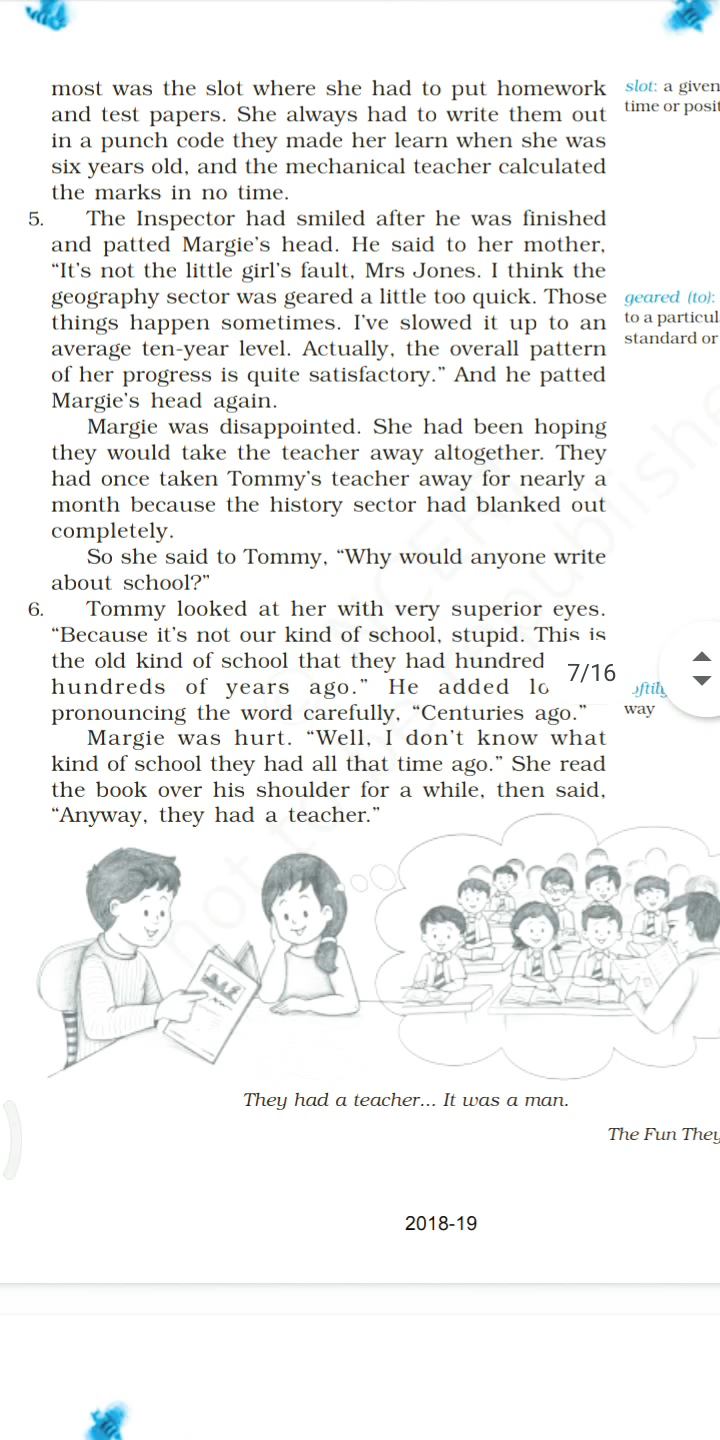 most was the slot where she had to put homework
and test papers. She always had to write them out
in a punch code they made her learn when she was
six years old, and the mechanical teacher calculated
the marks in no time.
slot: a given
time or posit
5. The Inspector had smiled after he was finished
and patted Margie’s head. He said to her mother,
“It’s not the little girl’s fault, Mrs Jones. I think the
geography sector was geared a little too quick. Those
things happen sometimes. I’ve slowed it up to an
average ten-year level. Actually, the overall pattern
of her progress is quite satisfactory.” And he patted
Margie’s head again.
geared (to):
to a particul
standard or
Margie was disappointed. She had been hoping
they would take the teacher away altogether. They
had once taken Tommy’s teacher away for nearly a
month because the history sector had blanked out
completely.
So she said to Tommy, “Why would anyone write
about school?”
6. Tommy looked at her with very superior eyes.
“Because it’s not our kind of school, stupid. This is
the old kind of school that they had hundred
hundreds of years ago.” He added lo
pronouncing the word carefully, “Centuries ago.”
7/16
ftily
way
Margie was hurt. “Well, I don’t know what
kind of school they had all that time ago.” She read
the book over his shoulder for a while, then said,
“Anyway, they had a teacher.”
They had a teacher... It was a man.
The Fun They
2018-19